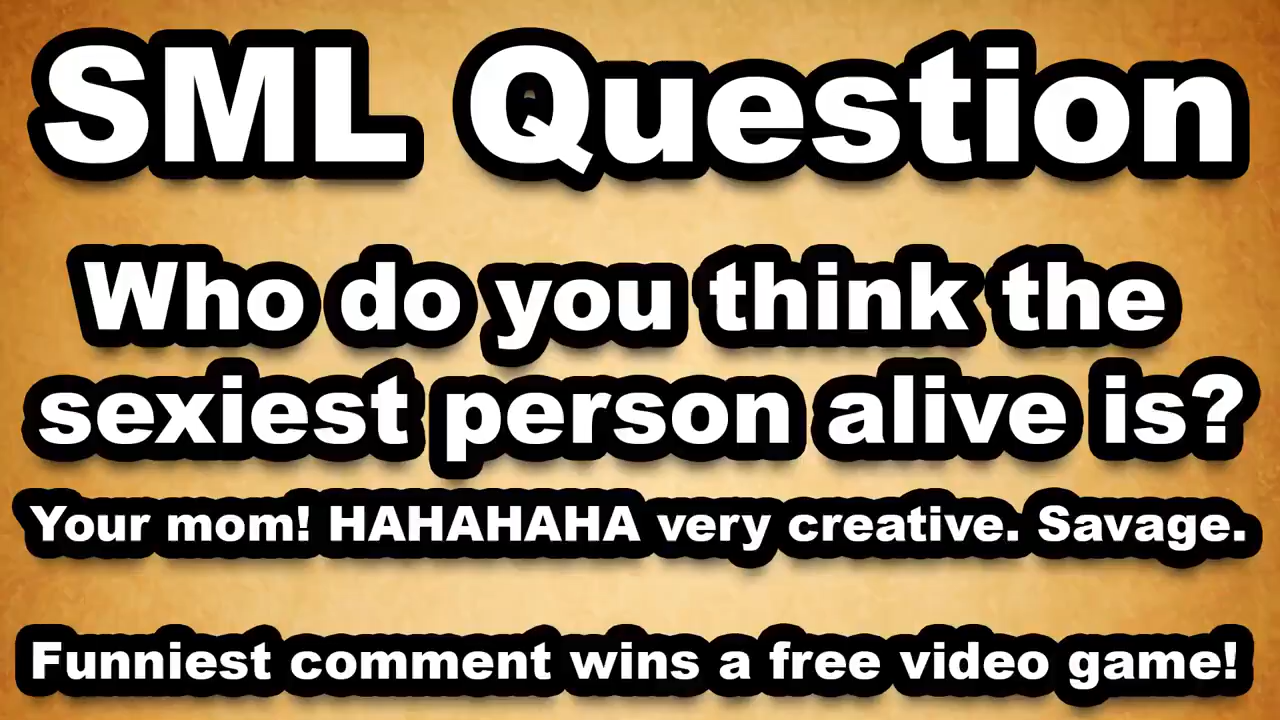 SML Question
Who do you think the
sexiest person alive is?
Your mom! HAHAHAHA very creative. Savage.
Funniest comment wins a free video game!